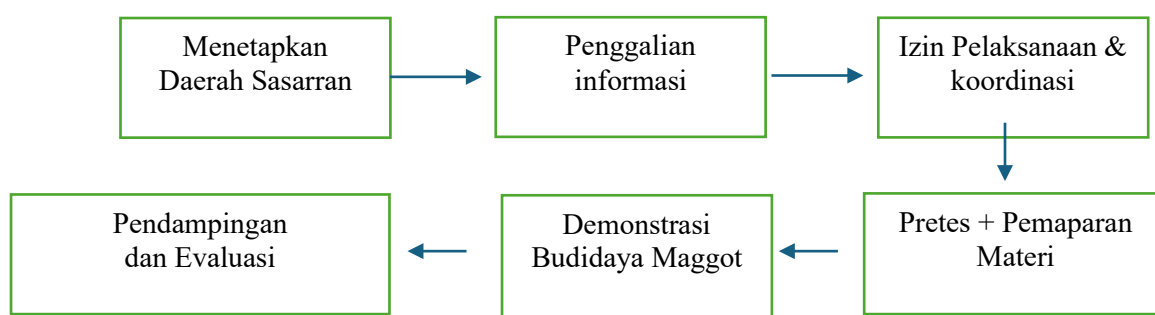 Menetapkan
Daerah Sasarran
Penggalian
informasi
Izin Pelaksanaan &
koordinasi
Pretes + Pemaparan
Materi
Demonstrasi
Budidaya Maggot
Pendampingan
dan Evaluasi